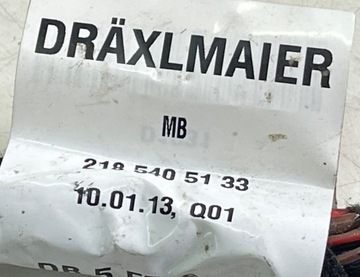 DRÄXLMAIER
MB
218 540 51 33
10.01.13, Q01